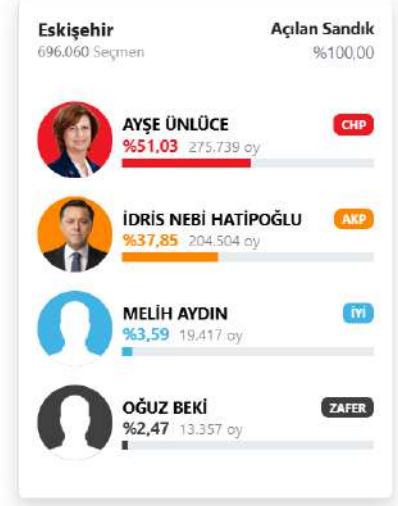 Eskişehir
Açılan Sandık
696.060 Seçmen
%100,00
AYŞE ÜNLÜCE
CHP
%51,03 275.739 oy
İDRİS NEBİ HATİPOĞLU
AKP
%37,85 204.504 oy
MELİH AYDIN
İYİ
%3,59 19.417 oy
OĞUZ BEKİ
ZAFER
%2,47 13.357 oy